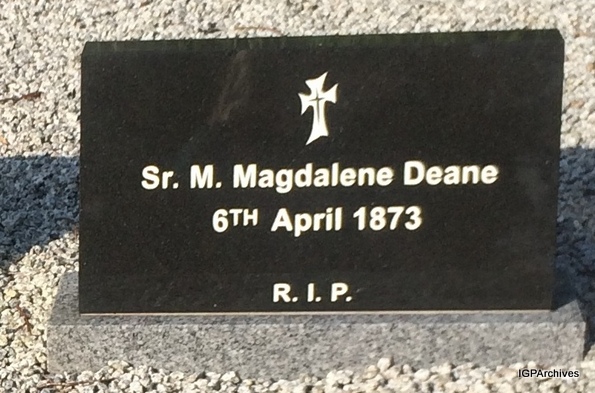 Sr. M. Magdalene Deane
6TH April 1873
R. I. P.
IGPArchives